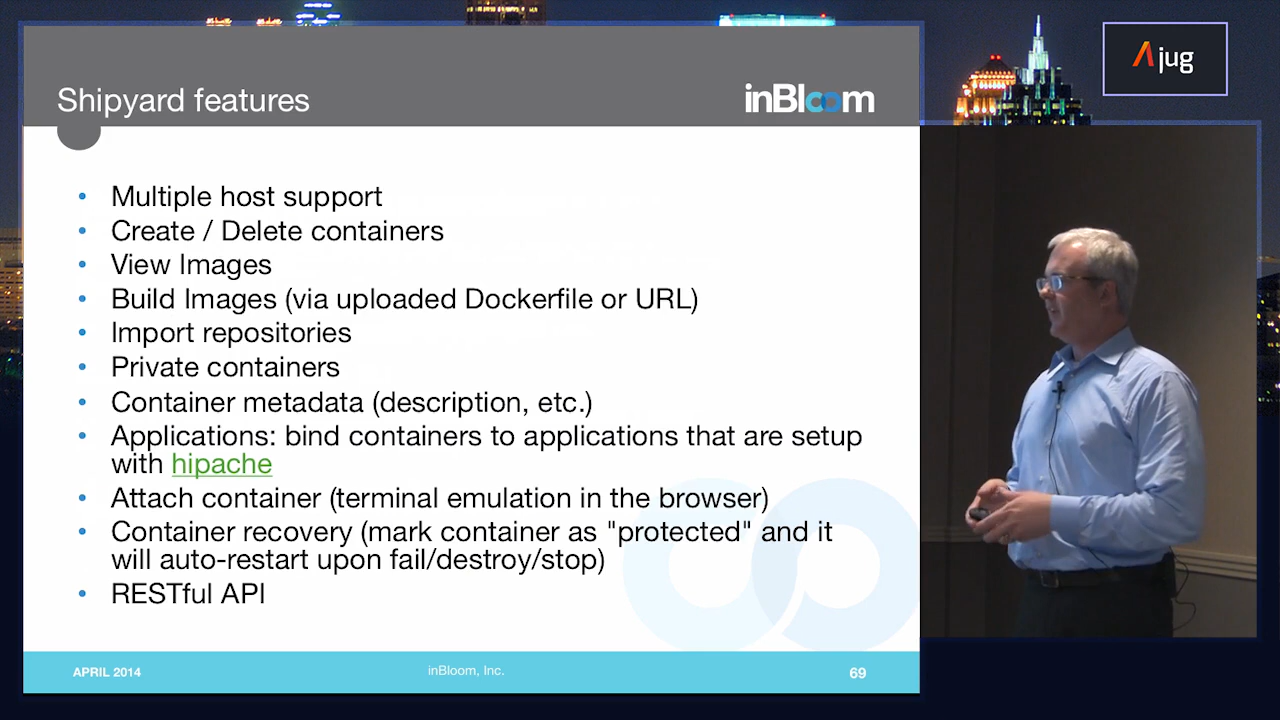 Shipyard features
inBloom
jug
• Multiple host support
• Create / Delete containers
• View Images
• Build Images (via uploaded Dockerfile or URL)
• Import repositories
• Private containers
• Container metadata (description, etc.)
• Applications: bind containers to applications that are setup
with hipache
• Attach container (terminal emulation in the browser)
• Container recovery (mark container as "protected" and it
will auto-restart upon fail/destroy/stop)
• RESTful API
APRIL 2014
inBloom, Inc.
69